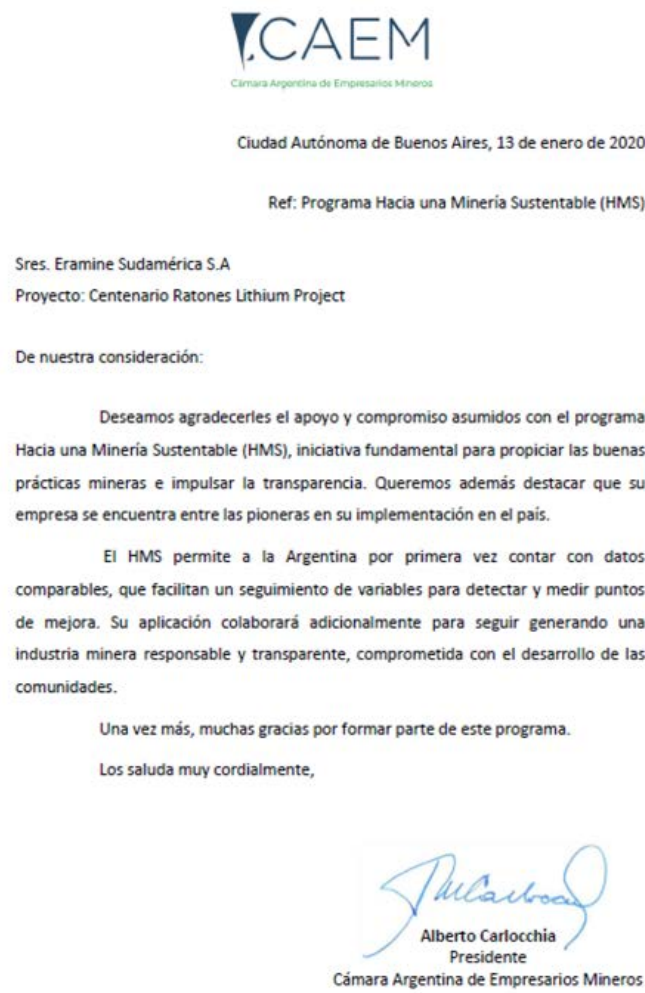 CAEM
Cámara Argentina de Empresarios Mineros
Ciudad Autónoma de Buenos Aires, 13 de enero de 2020
Ref: Programa Hacia una Minería Sustentable (HMS)
Sres. Eramine Sudamérica S.A
Proyecto: Centenario Ratones Lithium Project
De nuestra consideración:
Deseamos agradecerles el apoyo y compromiso asumidos con el programa
Hacia una Minería Sustentable (HMS), iniciativa fundamental para propiciar las buenas
prácticas mineras e impulsar la transparencia. Queremos además destacar que su
empresa se encuentra entre las pioneras en su implementación en el país.
El HMS permite a la Argentina por primera vez contar con datos
comparables, que facilitan un seguimiento de variables para detectar y medir puntos
de mejora. Su aplicación colaborará adicionalmente para seguir generando una
industria minera responsable y transparente, comprometida con el desarrollo de las
comunidades.
Una vez más, muchas gracias por formar parte de este programa.
Los saluda muy cordialmente,
Alberto Carlocchia
Presidente
Cámara Argentina de Empresarios Mineros